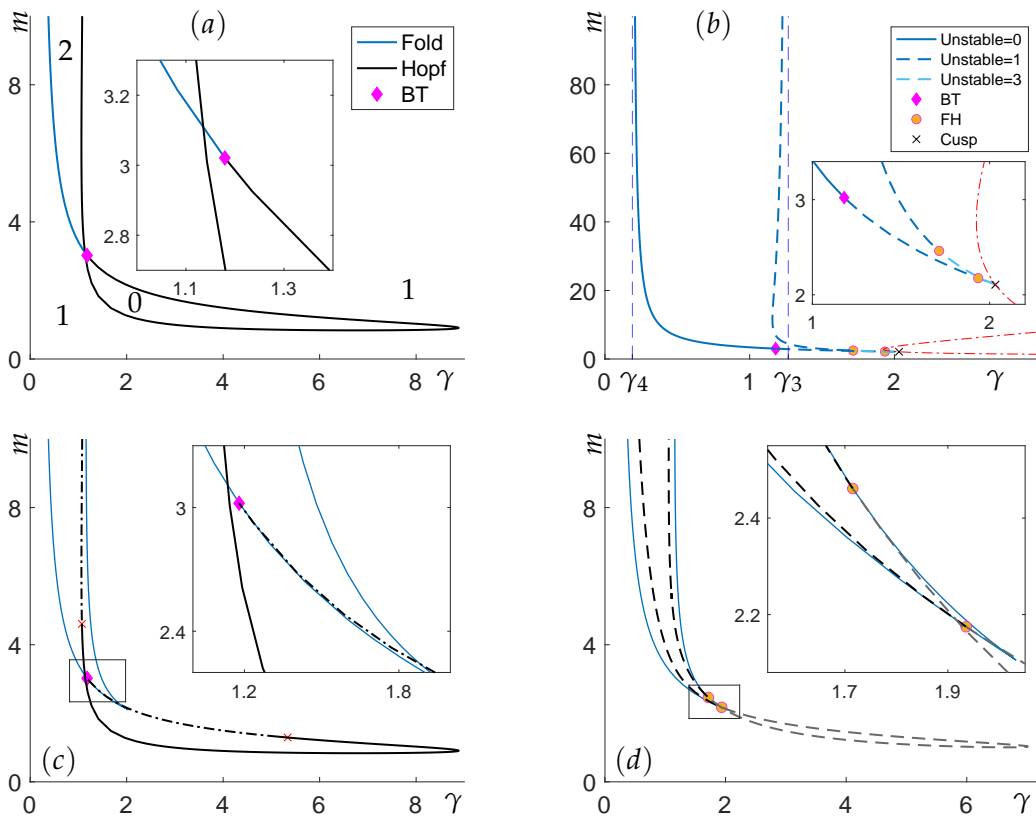 m
(a)
Fold
Hopf
BT
2
1
0
1
3.2
3
2.8
1.1
1.3
8
4
0
0
2
4
6
8
γ
m
(b)
Unstable=0
Unstable=1
Unstable=3
BT
FH
Cusp
3
2
1
2
80
60
40
20
0
0
γ4
1
γ3
2
γ
m
(c)
3
2.4
1.2
1.8
8
4
0
0
2
4
6
8
γ
m
(d)
2.4
2.2
1.7
1.9
8
4
0
0
2
4
6
γ